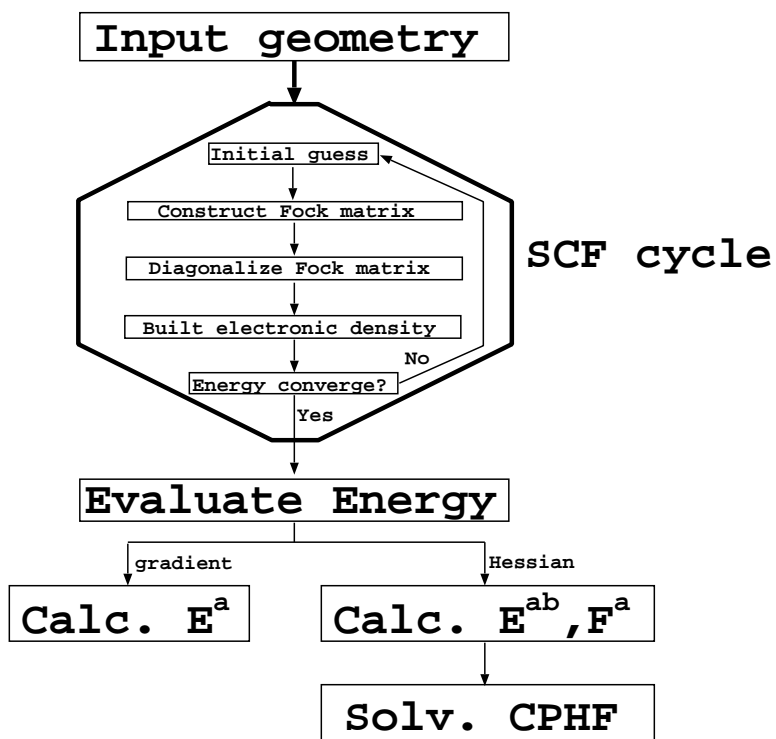 Input geometry
Initial guess
Construct Fock matrix
SCF cycle
Diagonalize Fock matrix
Built electronic density
No
Energy converge?
Yes
Evaluate Energy
gradient
Hessian
Calc. E^a
Calc. E^ab,F^a
Solv. CPHF